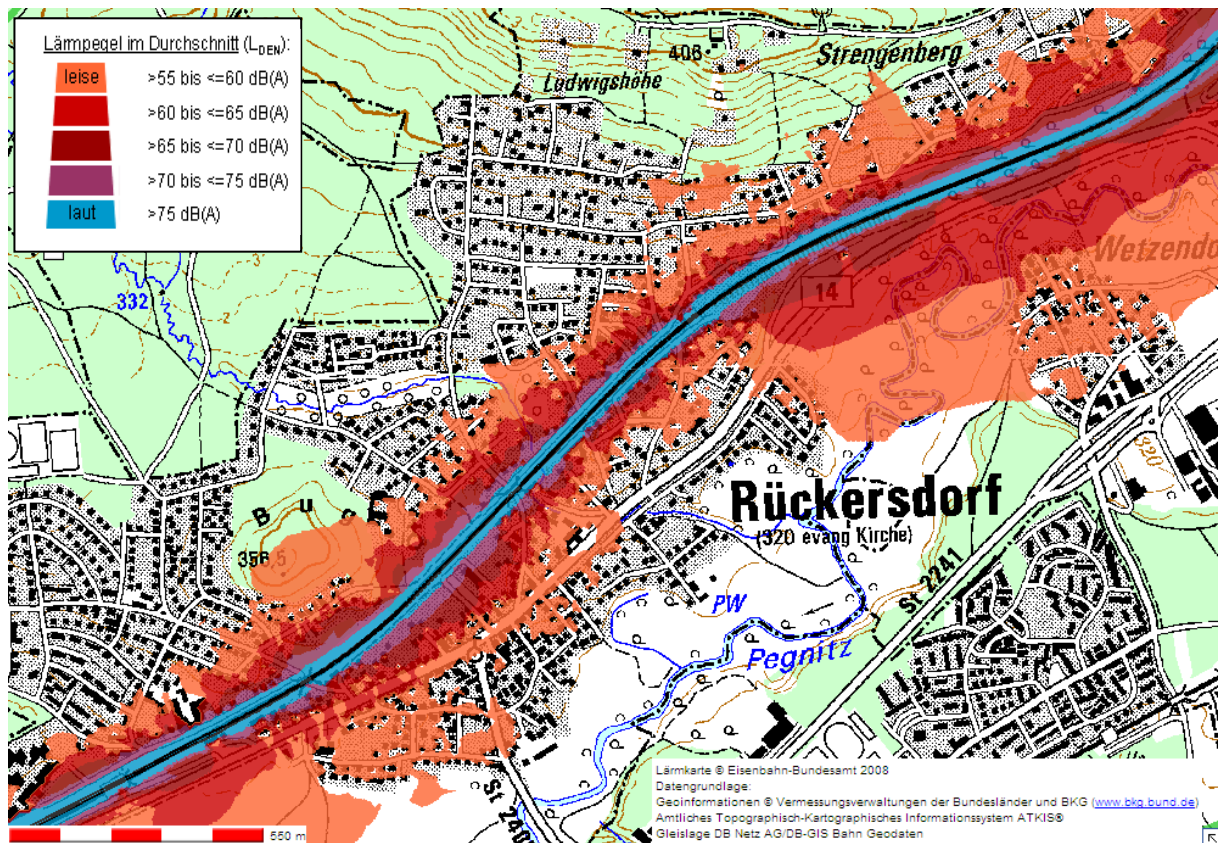 Lärmpegel im Durchschnitt (LDEN):
leise >55 bis <=60 dB(A)
>60 bis <=65 dB(A)
>65 bis <=70 dB(A)
>70 bis <=75 dB(A)
laut >75 dB(A)
406
Strengenberg
Ludwigshöhe
332
14
Wetzendo
Buc
356,5
Rückersdorf
(320 evang Kirche)
320
St 2241
PW
Pegnitz
St 240
550 m
Lärmkarte © Eisenbahn-Bundesamt 2008
Datengrundlage:
Geoinformationen © Vermessungsverwaltungen der Bundesländer und BKG (www.bkg.bund.de)
Amtliches Topographisch-Kartographisches Informationssystem ATKIS®
Gleislage DB Netz AG/DB-GIS Bahn Geodaten